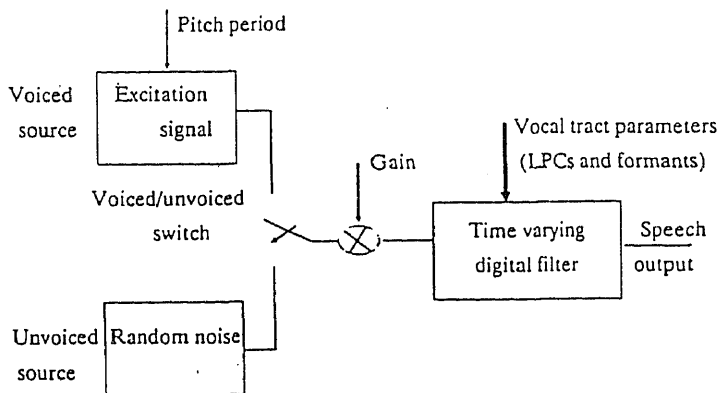 Pitch period
Voiced
source
Excitation
signal
Vocal tract parameters
(LPCs and formants)
Gain
Voiced/unvoiced
switch
Time varying
digital filter
Speech
output
Unvoiced
source
Random noise